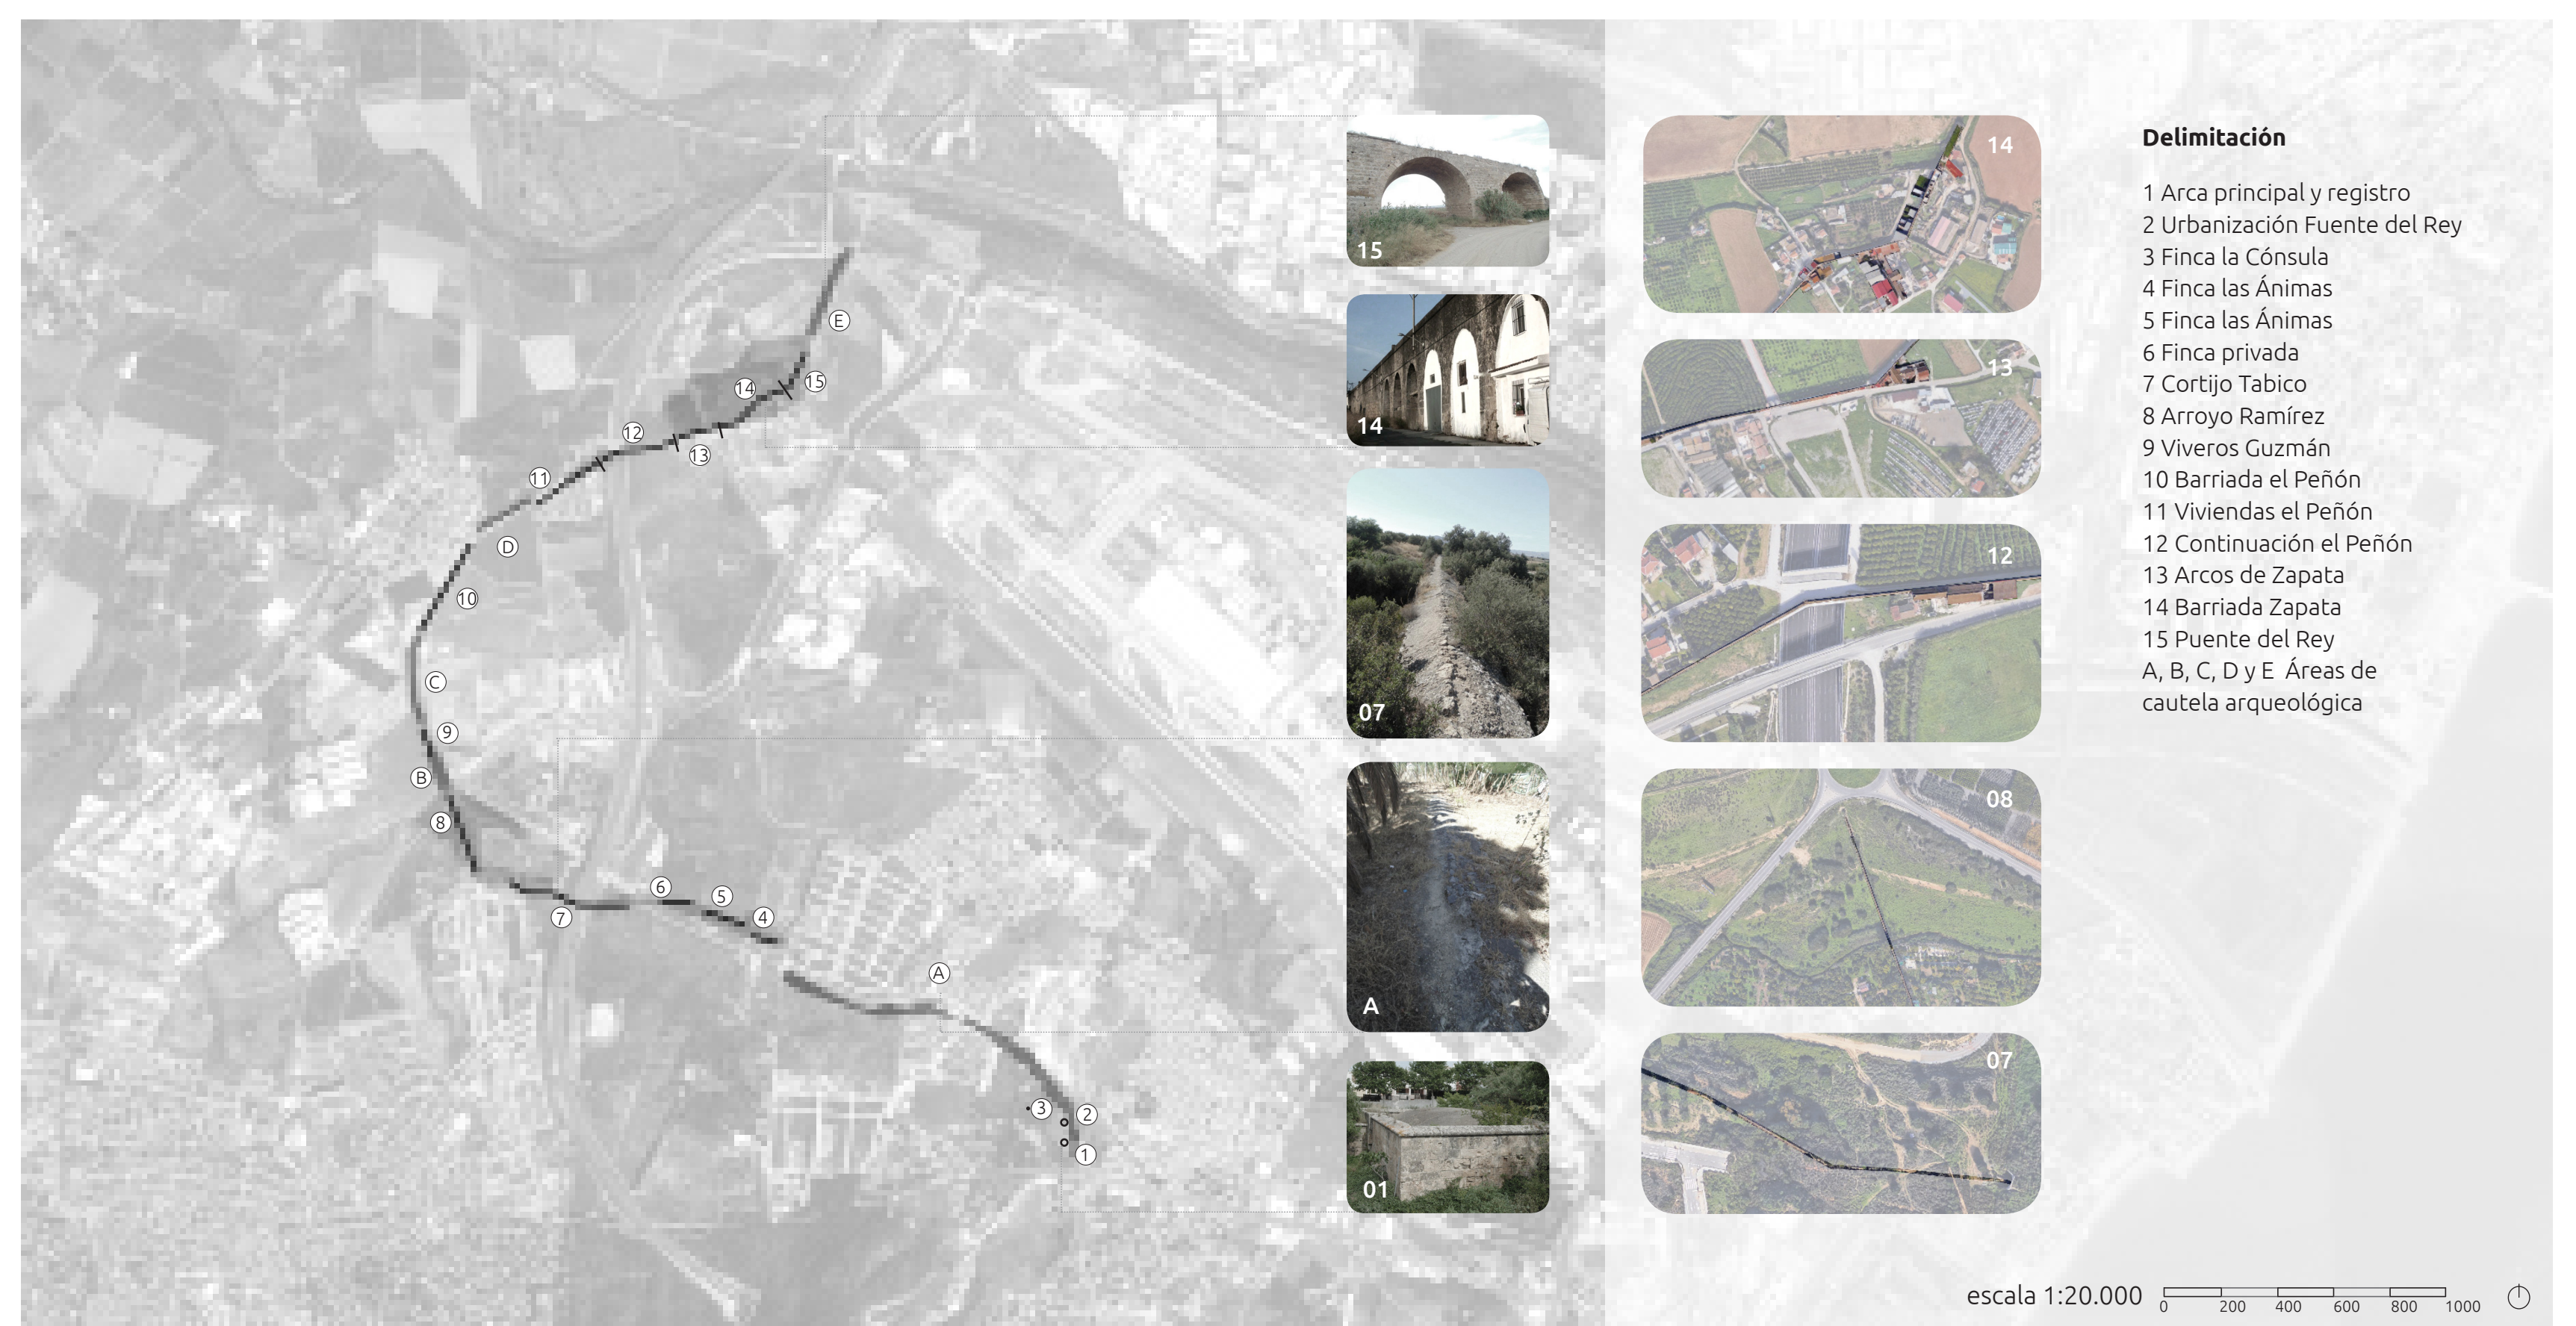 E
15
14
12
13
11
D
10
C
9
B
8
7
6
5
4
A
3
2
1
15
14
07
A
01
14
13
12
08
07
Delimitación
1 Arca principal y registro
2 Urbanización Fuente del Rey
3 Finca la Cónsula
4 Finca las Ánimas
5 Finca las Ánimas
6 Finca privada
7 Cortijo Tabico
8 Arroyo Ramírez
9 Viveros Guzmán
10 Barriada el Peñón
11 Viviendas el Peñón
12 Continuación el Peñón
13 Arcos de Zapata
14 Barriada Zapata
15 Puente del Rey
A, B, C, D y E Áreas de
cautela arqueológica
escala 1:20.000
0 200 400 600 800 1000